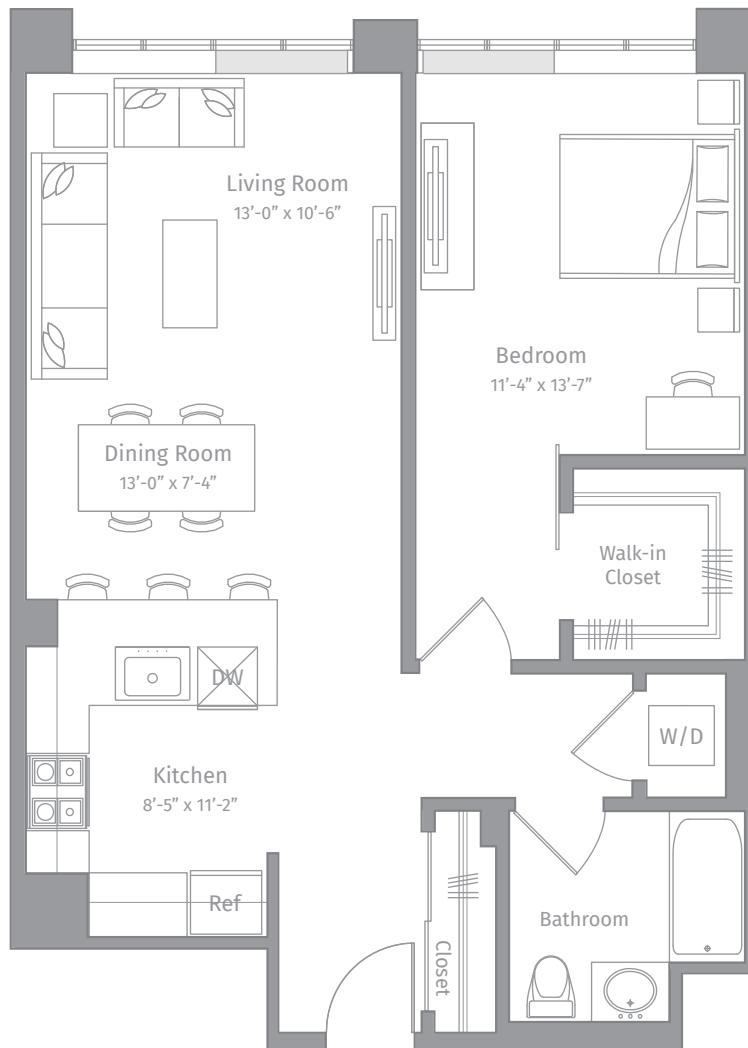 Living Room
13’-0” x 10’-6”
Bedroom
11’-4” x 13’-7”
Dining Room
13’-0” x 7’-4”
Walk-in
Closet
DW
W/D
Kitchen
8’-5” x 11’-2”
Ref
Bathroom
Closet